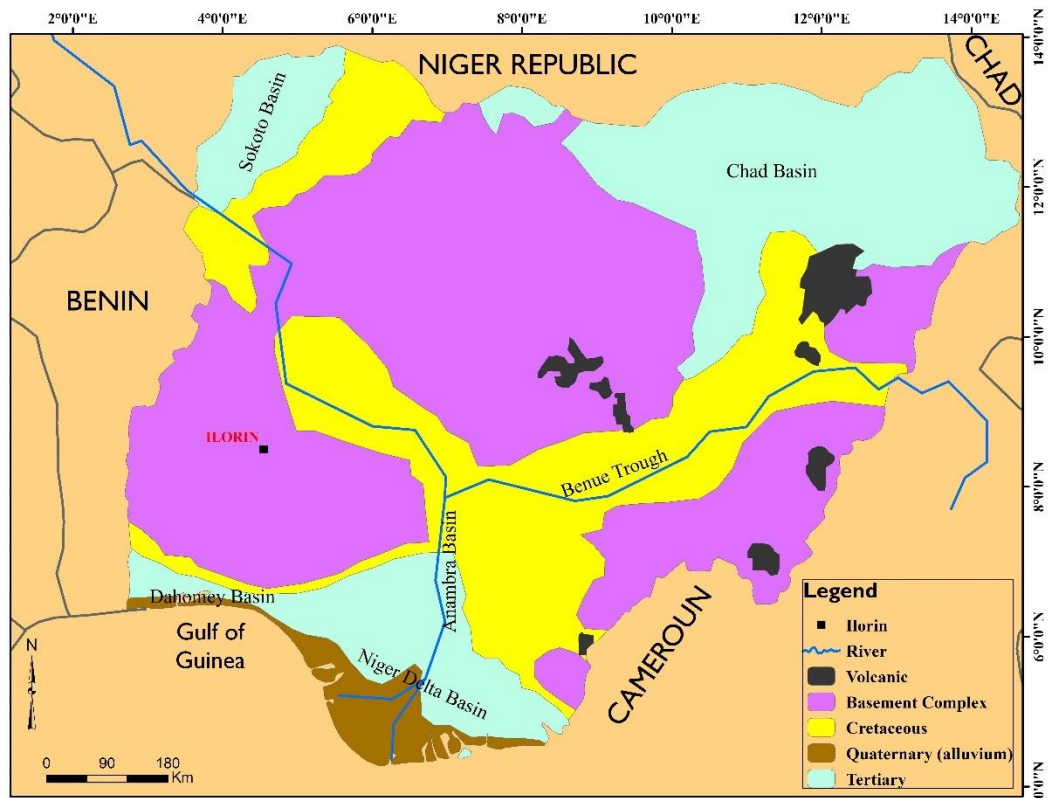 2°0'0"E
4°0'0"E
6°0'0"E
8°0'0"E
10°0'0"E
12°0'0"E
14°0'0"E
14°0'0"N
12°0'0"N
10°0'0"N
8°0'0"N
6°0'0"N
4°0'0"N
NIGER REPUBLIC
CHAD
Sokoto Basin
Chad Basin
BENIN
ILORIN
Benue Trough
Anambra Basin
Dahomey Basin
Gulf of
Guinea
Niger Delta Basin
CAMEROUN
N
0 90 180
Km
Legend
Ilorin
River
Volcanic
Basement Complex
Cretaceous
Quaternary (alluvium)
Tertiary